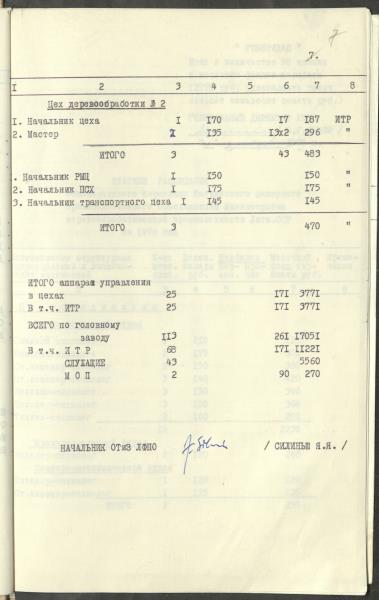 7
7.
I 2 3 4 5 6 7 8
Цех деревообработки № 2
I. Начальник цеха I I70 I7 I87 ИТР
2. Мастер 2 I35 I3х2 296 "
ИТОГО 3 43 483
. Начальник РМЦ I I50 I50 "
2. Начальник ПСХ I I75 I75 "
3. Начальник транспортного цеха I I45 I45
ИТОГО 3 470 "
ИТОГО аппарат управления
в цехах 25 I7I 377I
В т.ч. ИТР 25 I7I 377I
ВСЕГО по головному
заводу II3 26I I705I
В т.ч. И Т Р 68 I7I II22I
СЛУЖАЩИЕ 43 5560
М О П 2 90 270
НАЧАЛЬНИК ОТиЗ ЛФПО / СИЛИНЬШ Я.Я. /